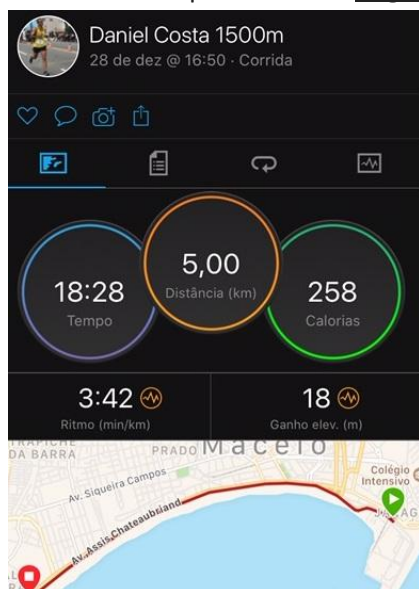 Daniel Costa 1500m
28 de dez @ 16:50 · Corrida
5,00
Distância (km)
18:28
Tempo
258
Calorias
3:42
Ritmo (min/km)
18
Ganho elev. (m)
DA BARRA
PRADO
Maceió
Colégio
Intensivo
Av. Siqueira Campos
Av. Assis Chateaubriand